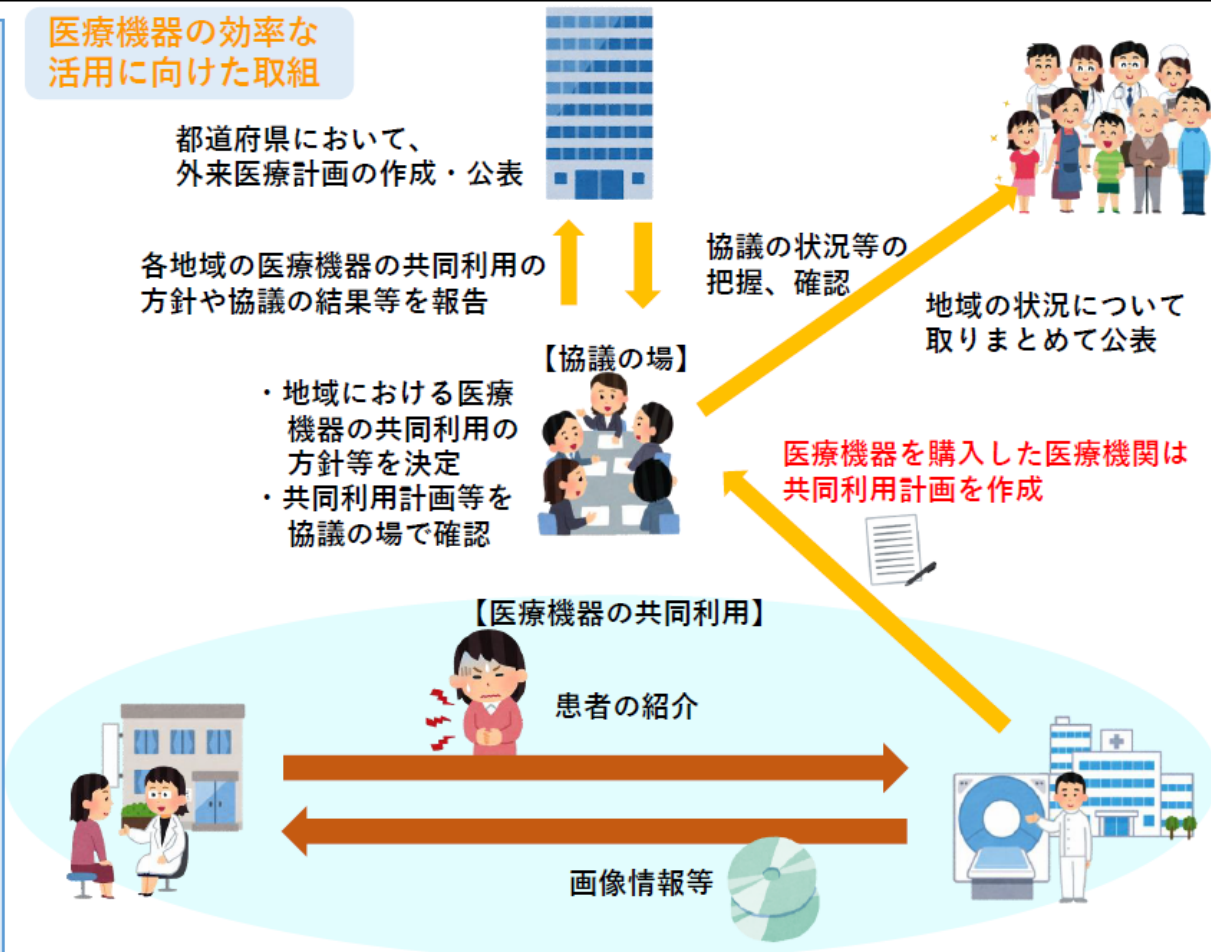 医療機器の効率な
活用に向けた取組
都道府県において、
外来医療計画の作成・公表
各地域の医療機器の共同利用の
方針や協議の結果等を報告
協議の状況等の
把握、確認
地域の状況について
取りまとめて公表
【協議の場】
・地域における医療
機器の共同利用の
方針等を決定
・共同利用計画等を
協議の場で確認
医療機器を購入した医療機関は
共同利用計画を作成
【医療機器の共同利用】
患者の紹介
画像情報等